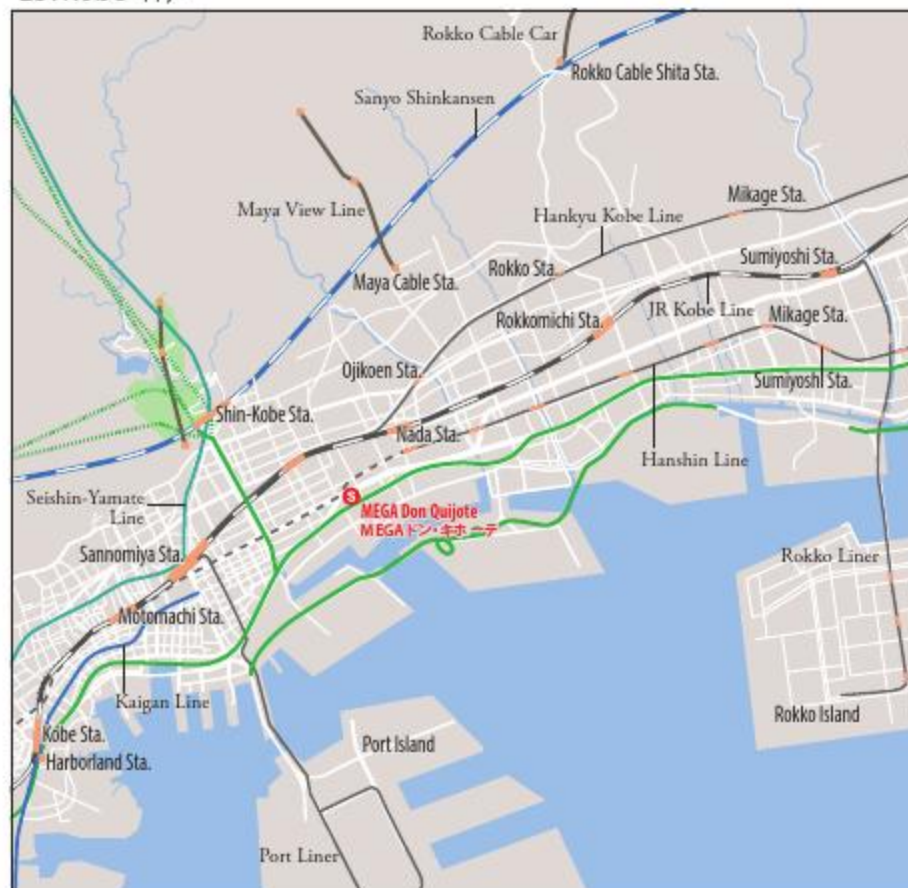 Rokko Cable Car
Rokko Cable Shita Sta.
Sanyo Shinkansen
Mikage Sta.
Maya View Line
Hankyu Kobe Line
Sumiyoshi Sta.
Maya Cable Sta.
Rokko Sta.
JR Kobe Line
Rokkomichi Sta.
Mikage Sta.
Ojikoen Sta.
Sumiyoshi Sta.
Shin-Kobe Sta.
Nada Sta.
Hanshin Line
Seishin-Yamate
Line
S
MEGA Don Quijote
MEGAドン・キホーテ
Sannomiya Sta.
Rokko Liner
Motomachi Sta.
Kaigan Line
Rokko Island
Kobe Sta.
Port Island
Harborland Sta.
Port Liner